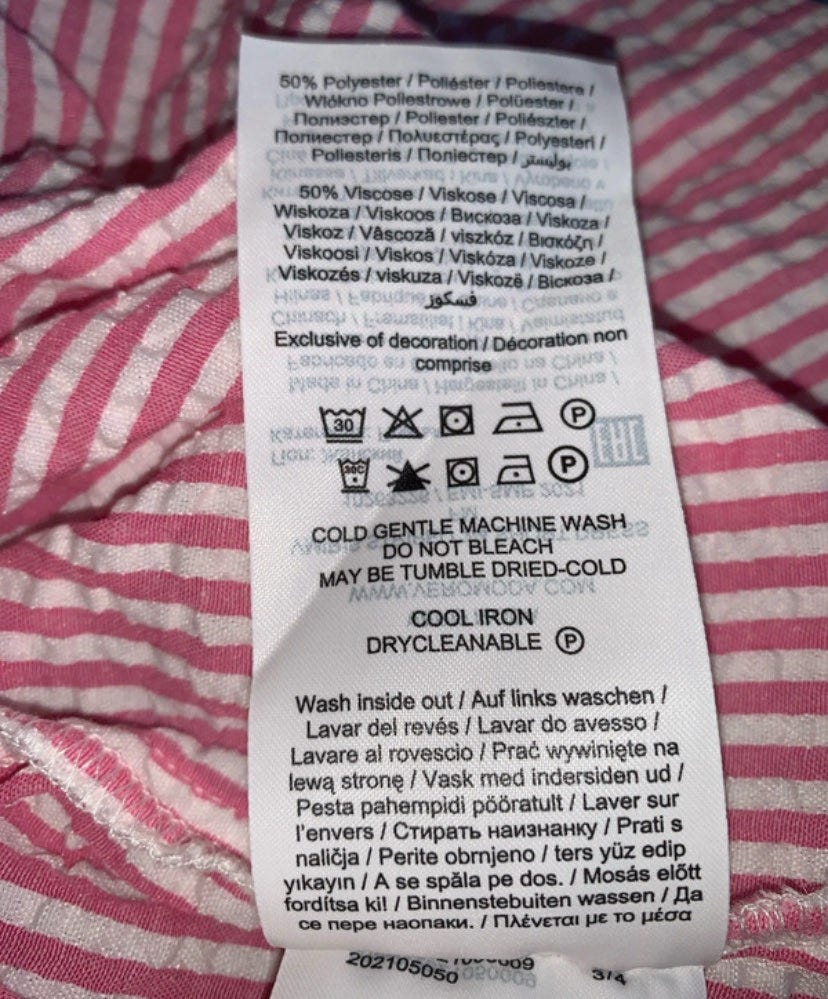 50% Polyester / Poliéster / Poliestere /
Włókno Poliestrowe / Polüester /
Полиэстер / Poliester / Poliészter /
Полиестер / Πολυεστέρας / Polyesteri /
Poliesteris / Поліестер / بوليستر
50% Viscose / Viskose / Viscosa /
Wiskoza / Viskoos / Вискоза / Viskoza /
Viskoz / Vâscoză / viszkóz / Βισκόζη /
Viskoosi / Viskos / Viskóza / Viskoze /
Viskozés / viskuza / Viskozë / Віскоза /
فسكوز
Exclusive of decoration / Décoration non
comprise
30 P
30C P
COLD GENTLE MACHINE WASH
DO NOT BLEACH
MAY BE TUMBLE DRIED-COLD
COOL IRON
DRYCLEANABLE P
Wash inside out / Auf links waschen /
Lavar del revés / Lavar do avesso /
Lavare al rovescio / Prać wywinięte na
lewą stronę / Vask med indersiden ud /
Pesta pahempidi pööratult / Laver sur
l'envers / Стирать наизнанку / Prati s
naličja / Perite obrnjeno / ters yüz edip
yıkayın / A se spăla pe dos. / Mosás előtt
fordítsa ki! / Binnenstebuiten wassen / Да
се пере наопаки. / Πλένεται με το μέσα
202105050
3/4